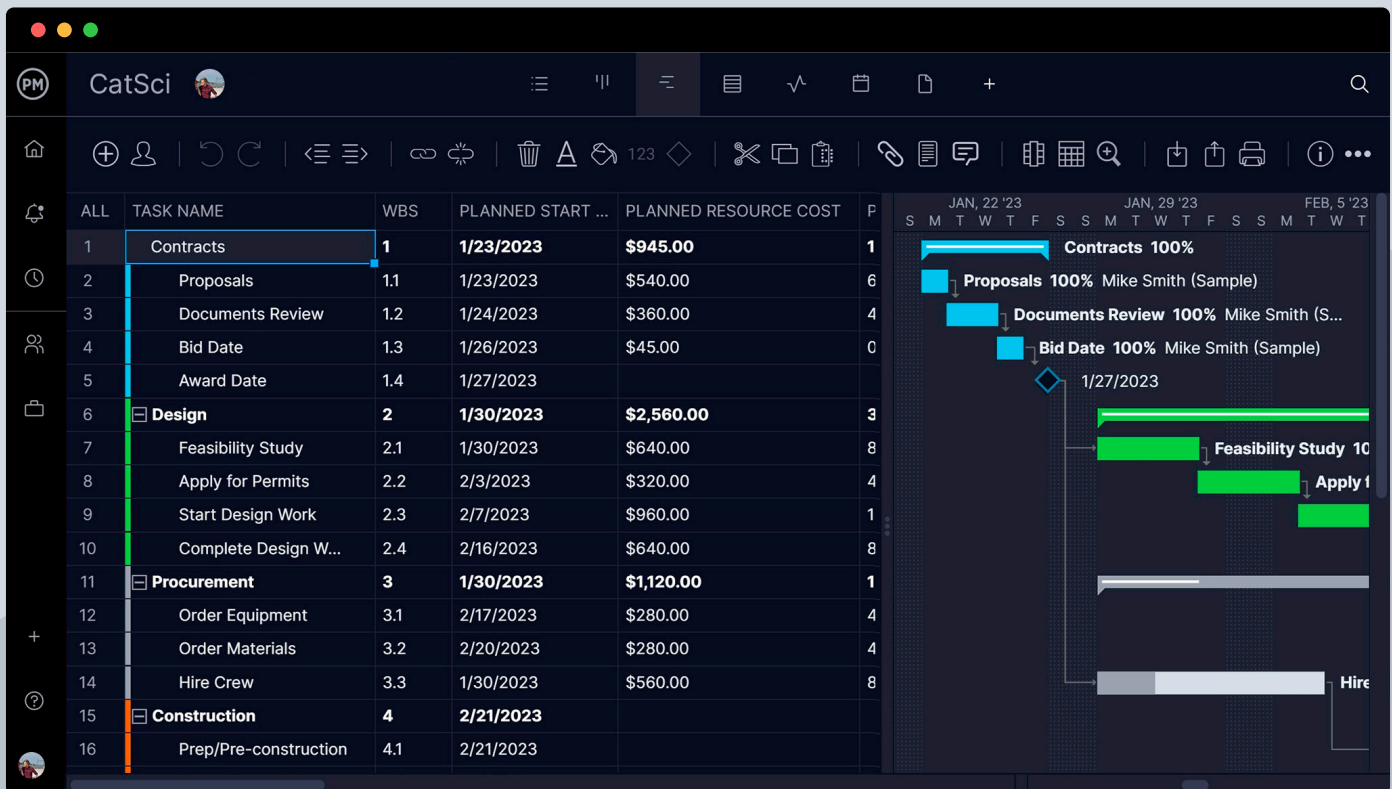 PM CatSci
123
ALL TASK NAME WBS PLANNED START ... PLANNED RESOURCE COST P JAN, 22 '23 JAN, 29 '23 FEB, 5 '23
S M T W T F S S M T W T F S S M T W T
1 Contracts 1 1/23/2023 $945.00 1 Contracts 100%
2 Proposals 1.1 1/23/2023 $540.00 6 Proposals 100% Mike Smith (Sample)
3 Documents Review 1.2 1/24/2023 $360.00 4 Documents Review 100% Mike Smith (S...
4 Bid Date 1.3 1/26/2023 $45.00 0 Bid Date 100% Mike Smith (Sample)
5 Award Date 1.4 1/27/2023 1/27/2023
6 Design 2 1/30/2023 $2,560.00 3
7 Feasibility Study 2.1 1/30/2023 $640.00 8 Feasibility Study 10
8 Apply for Permits 2.2 2/3/2023 $320.00 4 Apply f
9 Start Design Work 2.3 2/7/2023 $960.00 1
10 Complete Design W... 2.4 2/16/2023 $640.00 8
11 Procurement 3 1/30/2023 $1,120.00 1
12 Order Equipment 3.1 2/17/2023 $280.00 4
13 Order Materials 3.2 2/20/2023 $280.00 4
14 Hire Crew 3.3 1/30/2023 $560.00 8 Hire
15 Construction 4 2/21/2023
16 Prep/Pre-construction 4.1 2/21/2023